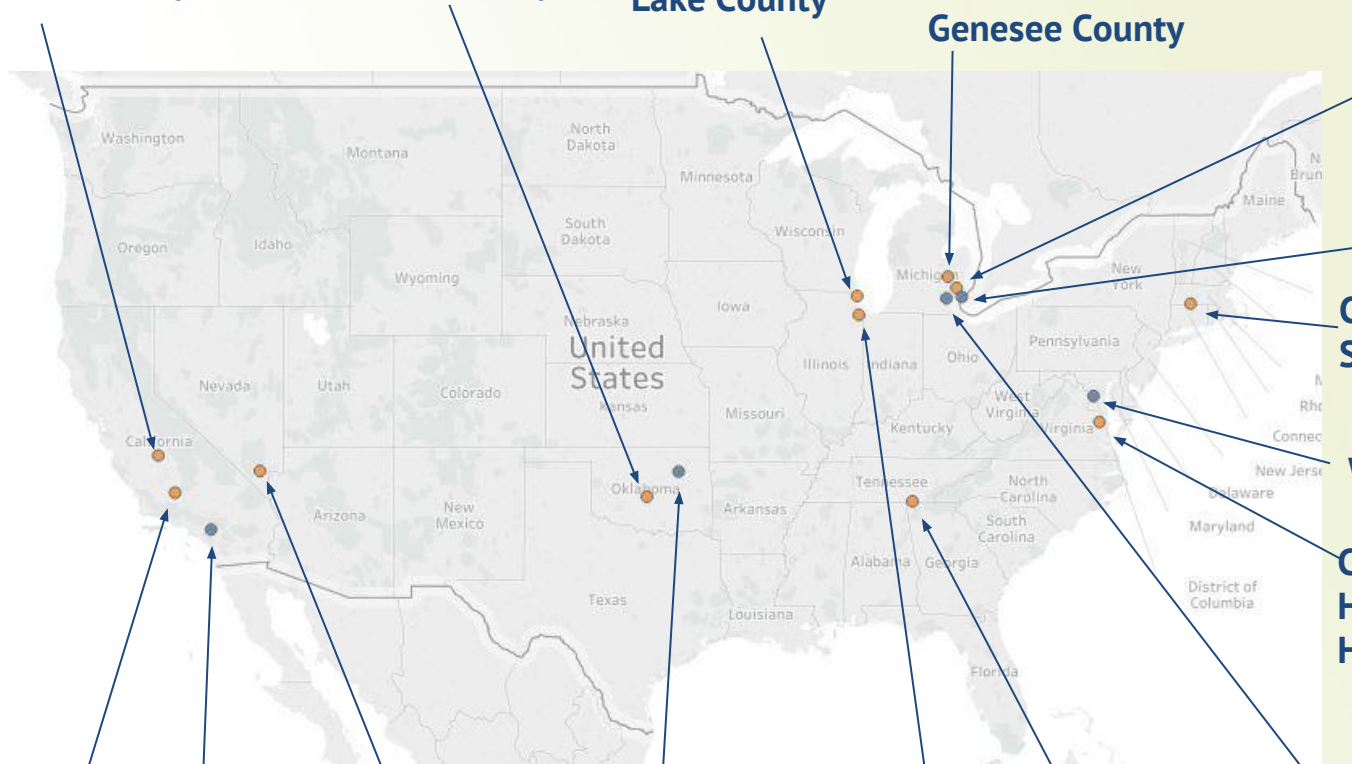 Lake County
Genesee County
Washington
Montana
North
Dakota
Minnesota
Maine
Oregon
Idaho
South
Dakota
Wisconsin
Wyoming
Michigan
New
York
Iowa
Nebraska
United
States
Pennsylvania
Illinois
Indiana
Ohio
Nevada
Utah
Colorado
Kansas
Missouri
West
Virginia
Virginia
Kentucky
California
Oklahoma
Tennessee
North
Carolina
Delaware
Arizona
New
Mexico
Arkansas
South
Carolina
Maryland
Alabama
Georgia
District of
Columbia
Texas
Louisiana
Florida